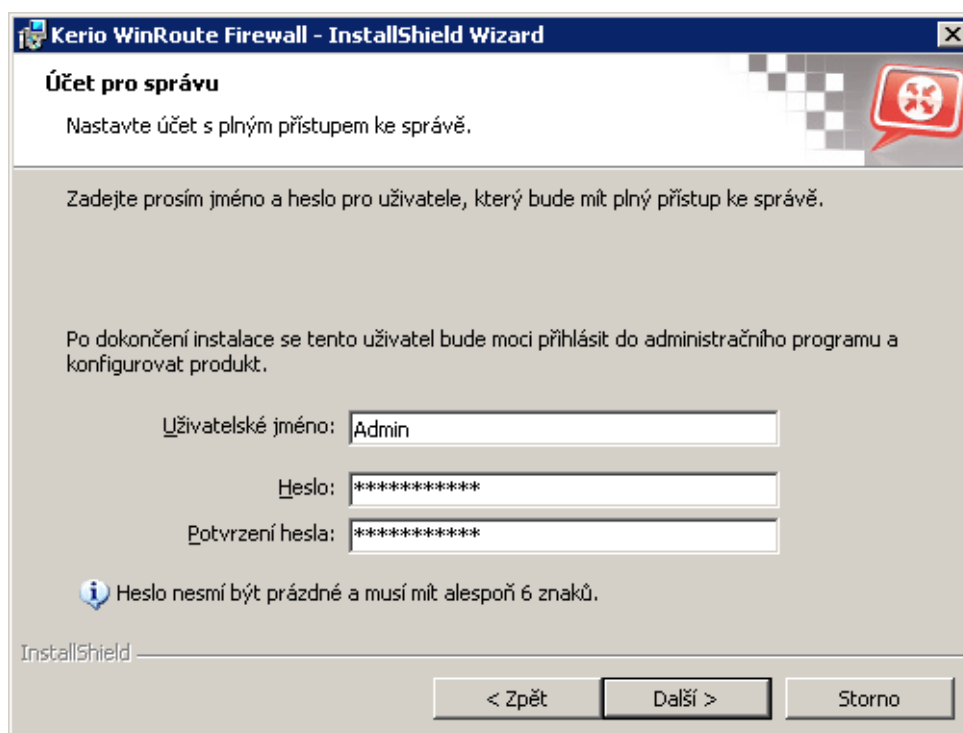 Kerio WinRoute Firewall - InstallShield Wizard
Účet pro správu
Nastavte účet s plným přístupem ke správě.
Zadejte prosím jméno a heslo pro uživatele, který bude mít plný přístup ke správě.
Po dokončení instalace se tento uživatel bude moci přihlásit do administračního programu a
konfigurovat produkt.
Uživatelské jméno: Admin
Heslo: ***********
Potvrzení hesla: ***********
Heslo nesmí být prázdné a musí mít alespoň 6 znaků.
InstallShield
< Zpět Další > Storno